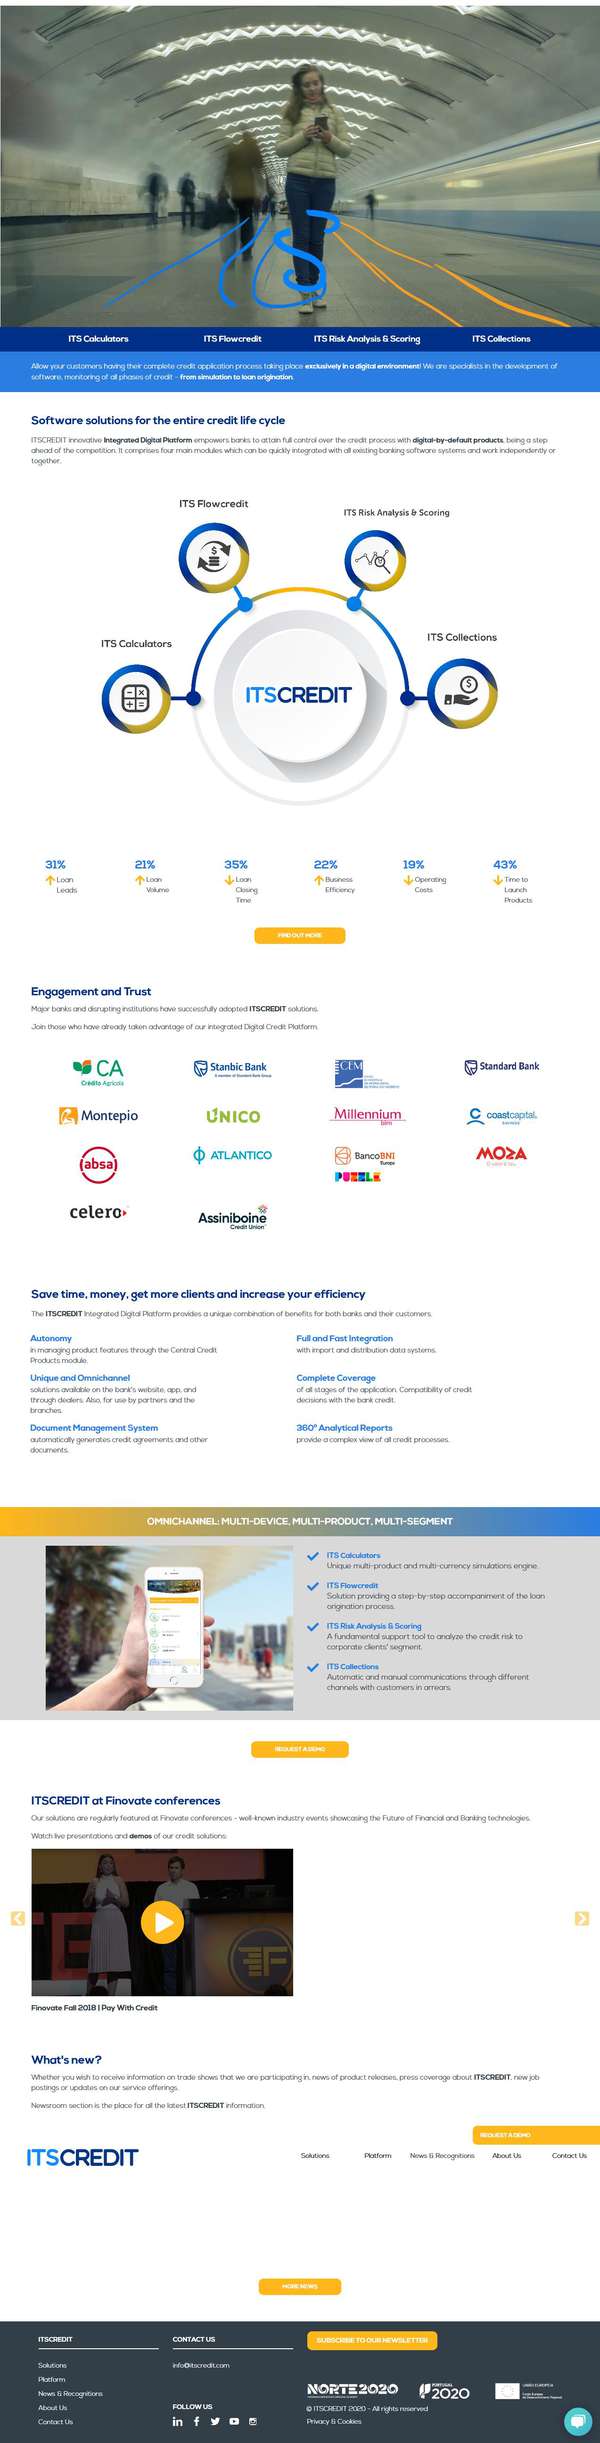 ITS Calculators
ITS Flowcredit
ITS Risk Analysis & Scoring
ITS Collections
Allow your customers having their complete credit application process taking place exclusively in a digital environment! We are specialists in the development of
software, monitoring of all phases of credit - from simulation to loan origination.
Software solutions for the entire credit life cycle
ITSCREDIT innovative Integrated Digital Platform empowers banks to attain full control over the credit process with digital-by-default products, being a step
ahead of the competition. It comprises four main modules which can be quickly integrated with all existing banking software systems and work independently or
together.
ITS Flowcredit
ITS Risk Analysis & Scoring
ITS Calculators
ITS Collections
ITSCREDIT
31%
Loan
Leads
21%
Loan
Volume
35%
Loan
Closing
Time
22%
Business
Efficiency
19%
Operating
Costs
43%
Time to
Launch
Products
FIND OUT MORE
Engagement and Trust
Major banks and disrupting institutions have successfully adopted ITSCREDIT solutions.
Join those who have already taken advantage of our integrated Digital Credit Platform.
CA
Crédito Agrícola
Stanbic Bank
A member of Standard Bank Group
CEM
Standard Bank
Montepio
UNICO
Millennium
bim
coastcapital
SAVINGS
absa
ATLANTICO
BancoBNI
Europa
PUZZLE
MOZA
celero
Assiniboine
Credit Union
Save time, money, get more clients and increase your efficiency
The ITSCREDIT Integrated Digital Platform provides a unique combination of benefits for both banks and their customers.
Autonomy
in managing product features through the Central Credit
Products module.
Full and Fast Integration
with import and distribution data systems.
Unique and Omnichannel
solutions available on the bank's website, app, and
through dealers. Also, for use by partners and the
branches.
Complete Coverage
of all stages of the application. Compatibility of credit
decisions with the bank credit.
Document Management System
automatically generates credit agreements and other
documents.
360º Analytical Reports
provide a complex view of all credit processes.
OMNICHANNEL: MULTI-DEVICE, MULTI-PRODUCT, MULTI-SEGMENT
ITS Calculators
Unique multi-product and multi-currency simulations engine.
ITS Flowcredit
Solution providing a step-by-step accompaniment of the loan
origination process.
ITS Risk Analysis & Scoring
A fundamental support tool to analyze the credit risk to
corporate clients' segment.
ITS Collections
Automatic and manual communications through different
channels with customers in arrears.
REQUEST A DEMO
ITSCREDIT at Finovate conferences
Our solutions are regularly featured at Finovate conferences - well-known industry events showcasing the Future of Financial and Banking technologies.
Watch live presentations and demos of our credit solutions:
Finovate Fall 2018 | Pay With Credit
What's new?
Whether you wish to receive information on trade shows that we are participating in, news of product releases, press coverage about ITSCREDIT, new job
postings or updates on our service offerings.
Newsroom section is the place for all the latest ITSCREDIT information.
REQUEST A DEMO
ITSCREDIT
Solutions
Platform
News & Recognitions
About Us
Contact Us
MORE NEWS
ITSCREDIT
Solutions
Platform
News & Recognitions
About Us
Contact Us
CONTACT US
info@itscredit.com
FOLLOW US
SUBSCRIBE TO OUR NEWSLETTER
NORTE2020
PORTUGAL
2020
UNIÃO EUROPEIA
© ITSCREDIT 2020 - All rights reserved
Privacy & Cookies